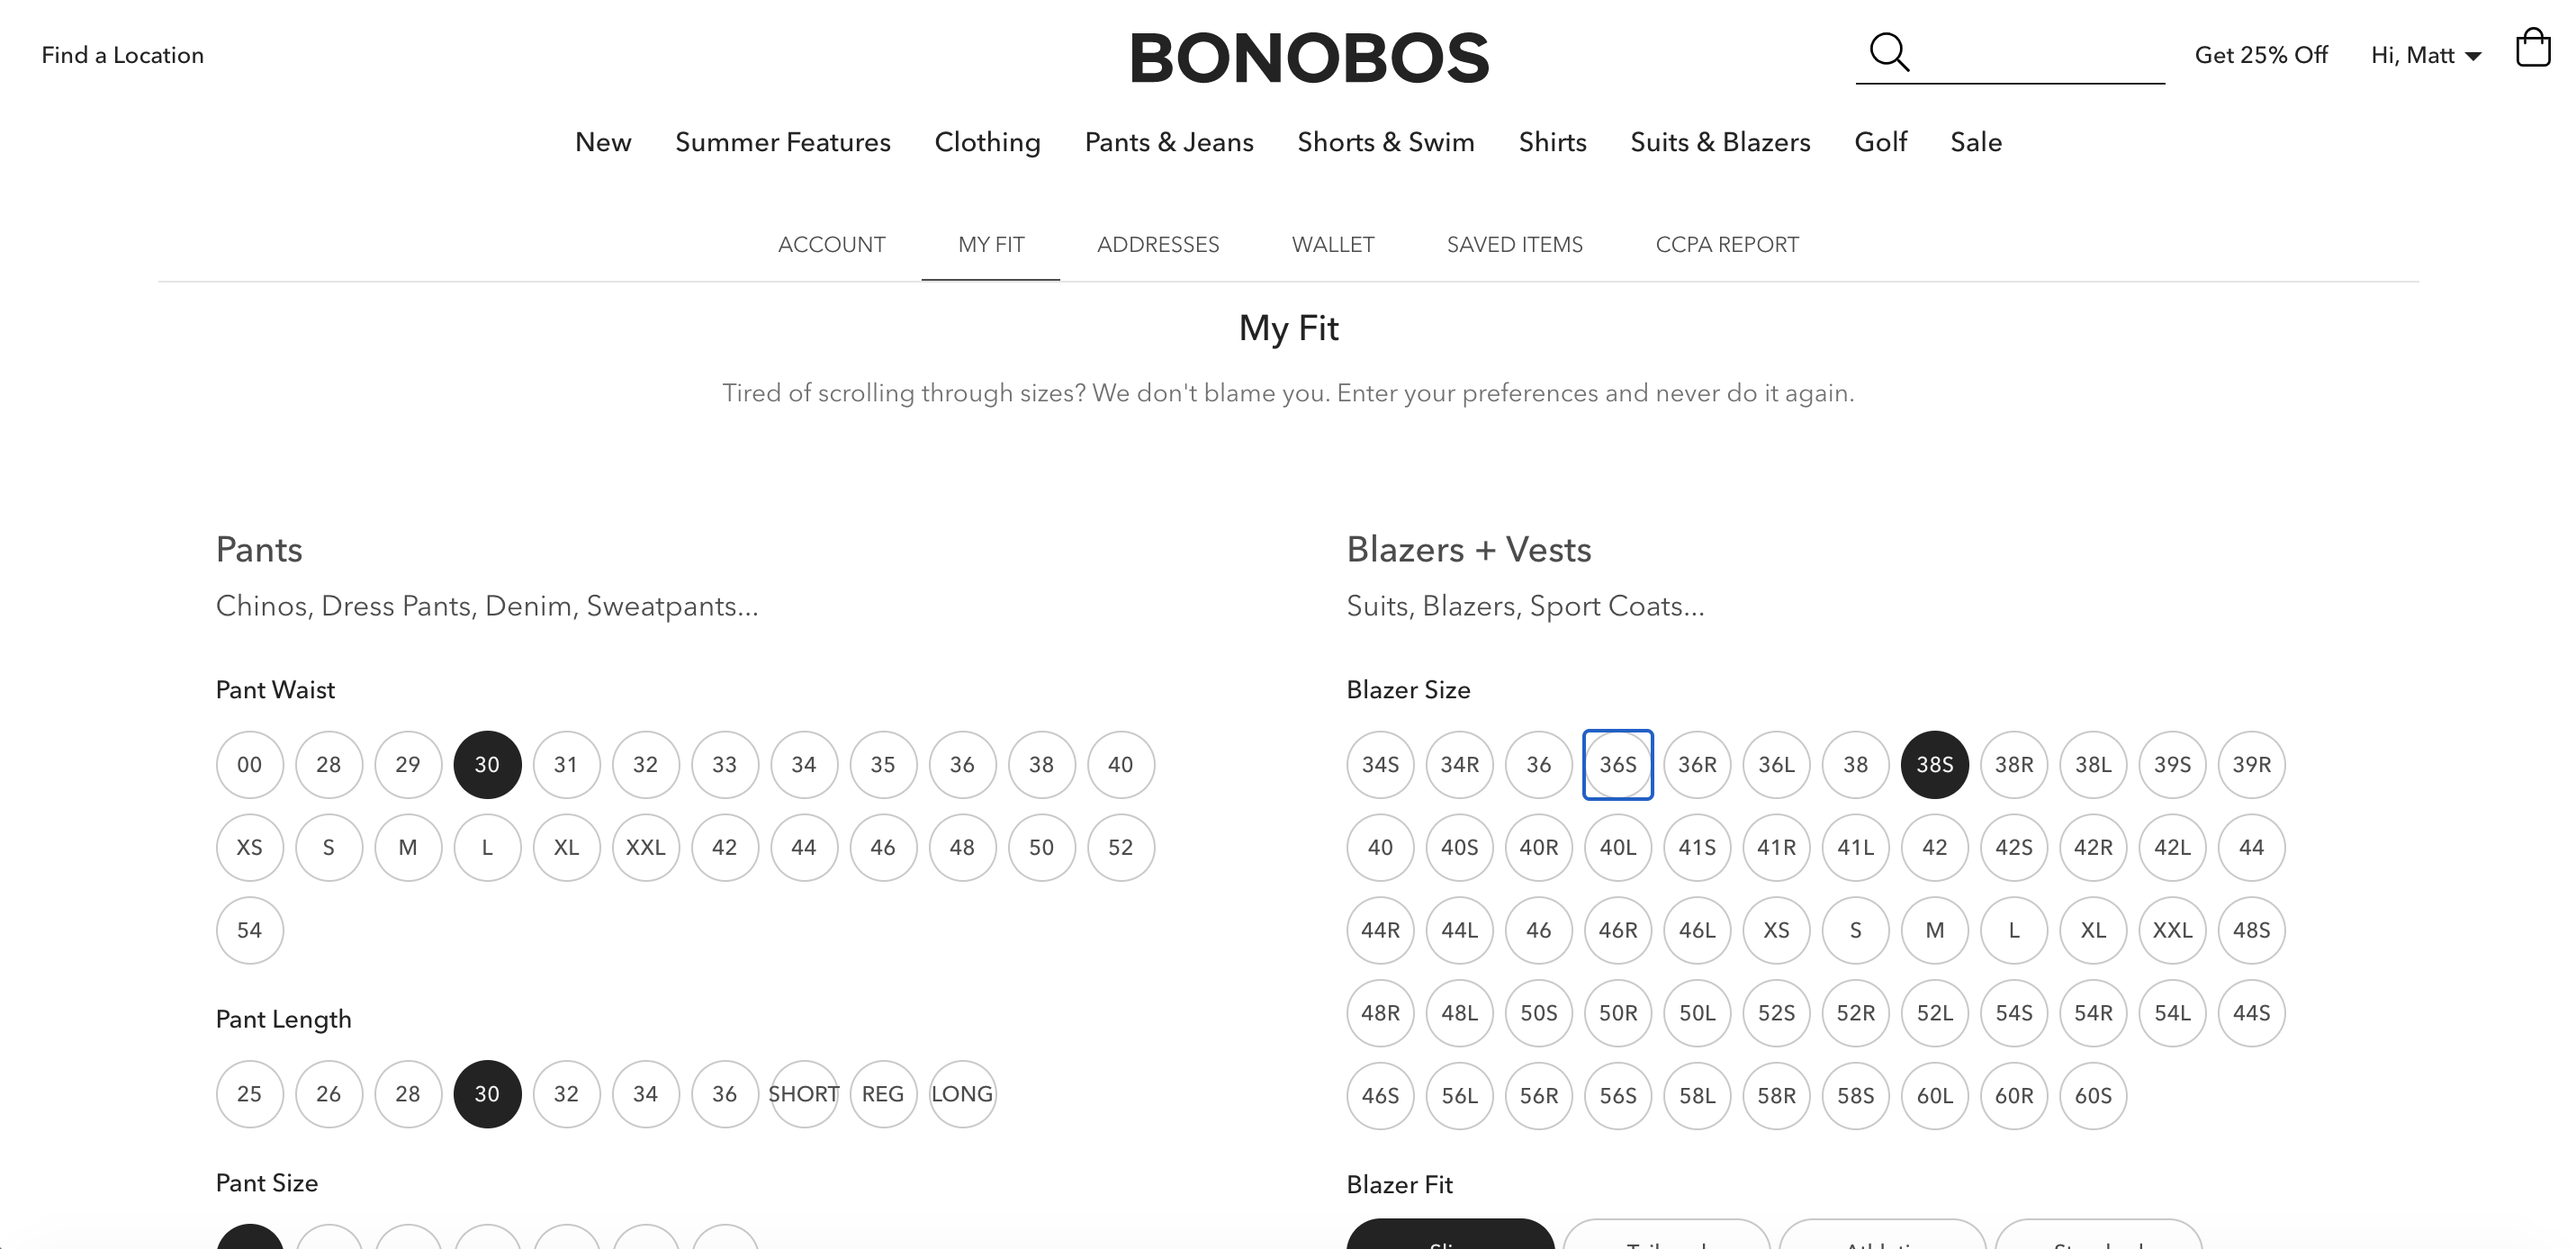 Find a Location
BONOBOS
Get 25% Off
Hi, Matt
New Summer Features Clothing Pants & Jeans Shorts & Swim Shirts Suits & Blazers Golf Sale
ACCOUNT MY FIT ADDRESSES WALLET SAVED ITEMS CCPA REPORT
My Fit
Tired of scrolling through sizes? We don't blame you. Enter your preferences and never do it again.
Pants
Chinos, Dress Pants, Denim, Sweatpants...
Pant Waist
00 28 29 30 31 32 33 34 35 36 38 40
XS S M L XL XXL 42 44 46 48 50 52
54
Pant Length
25 26 28 30 32 34 36 SHORT REG LONG
Pant Size
Blazers + Vests
Suits, Blazers, Sport Coats...
Blazer Size
34S 34R 36 36S 36R 36L 38 38S 38R 38L 39S 39R
40 40S 40R 40L 41S 41R 41L 42 42S 42R 42L 44
44R 44L 46 46R 46L XS S M L XL XXL 48S
48R 48L 50S 50R 50L 52S 52R 52L 54S 54R 54L 44S
46S 56L 56R 56S 58L 58R 58S 60L 60R 60S
Blazer Fit